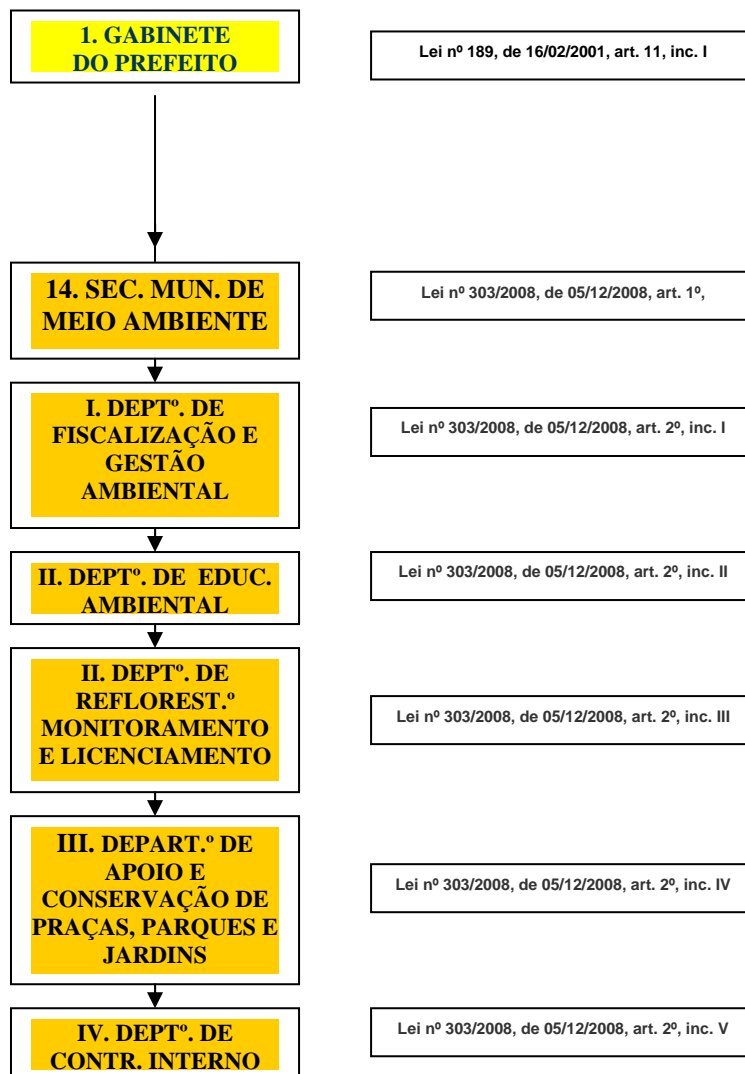 1. GABINETE
DO PREFEITO
Lei nº 189, de 16/02/2001, art. 11, inc. I
14. SEC. MUN. DE
MEIO AMBIENTE
Lei nº 303/2008, de 05/12/2008, art. 1º,
I. DEPTº. DE
FISCALIZAÇÃO E
GESTÃO
AMBIENTAL
Lei nº 303/2008, de 05/12/2008, art. 2º, inc. I
II. DEPTº. DE EDUC.
AMBIENTAL
Lei nº 303/2008, de 05/12/2008, art. 2º, inc. II
II. DEPTº. DE
REFLOREST.º
MONITORAMENTO
E LICENCIAMENTO
Lei nº 303/2008, de 05/12/2008, art. 2º, inc. III
III. DEPART.º DE
APOIO E
CONSERVAÇÃO DE
PRAÇAS, PARQUES E
JARDINS
Lei nº 303/2008, de 05/12/2008, art. 2º, inc. IV
IV. DEPTº. DE
CONTR. INTERNO
Lei nº 303/2008, de 05/12/2008, art. 2º, inc. V